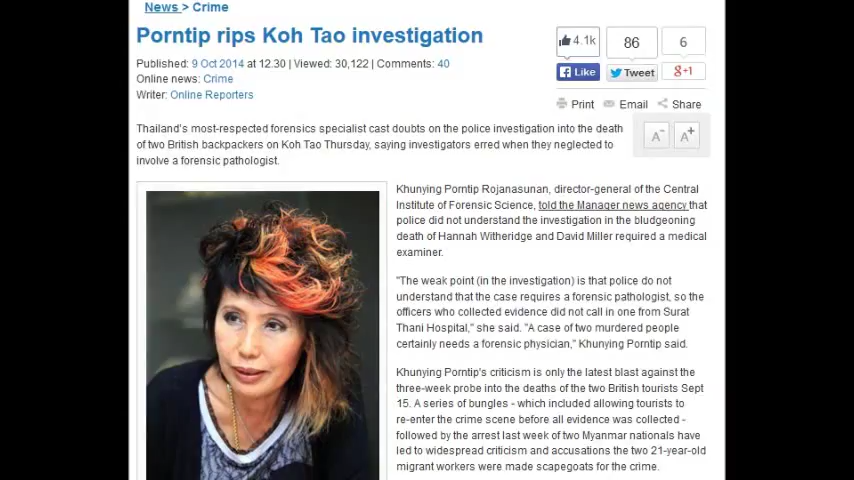 News > Crime
Porntip rips Koh Tao investigation
4.1k
86
6
Like
Tweet
g+1
Published: 9 Oct 2014 at 12.30 | Viewed: 30,122 | Comments: 40
Online news: Crime
Writer: Online Reporters
Print Email Share
A- A+
Thailand's most-respected forensics specialist cast doubts on the police investigation into the death
of two British backpackers on Koh Tao Thursday, saying investigators erred when they neglected to
involve a forensic pathologist.
Khunying Porntip Rojanasunan, director-general of the Central
Institute of Forensic Science, told the Manager news agency that
police did not understand the investigation in the bludgeoning
death of Hannah Witheridge and David Miller required a medical
examiner.
"The weak point (in the investigation) is that police do not
understand that the case requires a forensic pathologist, so the
officers who collected evidence did not call in one from Surat
Thani Hospital," she said. "A case of two murdered people
certainly needs a forensic physician," Khunying Porntip said.
Khunying Porntip's criticism is only the latest blast against the
three-week probe into the deaths of the two British tourists Sept
15. A series of bungles - which included allowing tourists to
re-enter the crime scene before all evidence was collected -
followed by the arrest last week of two Myanmar nationals have
led to widespread criticism and accusations the two 21-year-old
migrant workers were made scapegoats for the crime.